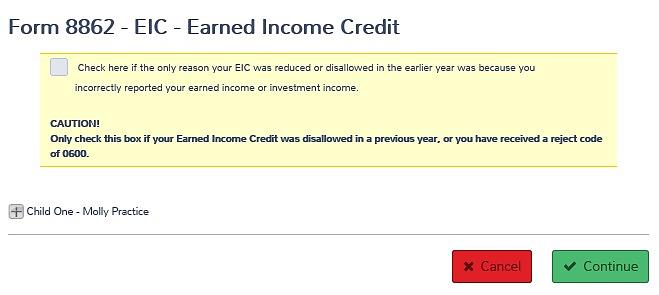 Form 8862 - EIC - Earned Income Credit
Check here if the only reason your EIC was reduced or disallowed in the earlier year was because you
incorrectly reported your earned income or investment income.
CAUTION!
Only check this box if your Earned Income Credit was disallowed in a previous year, or you have received a reject code
of 0600.
Child One - Molly Practice
Cancel
Continue